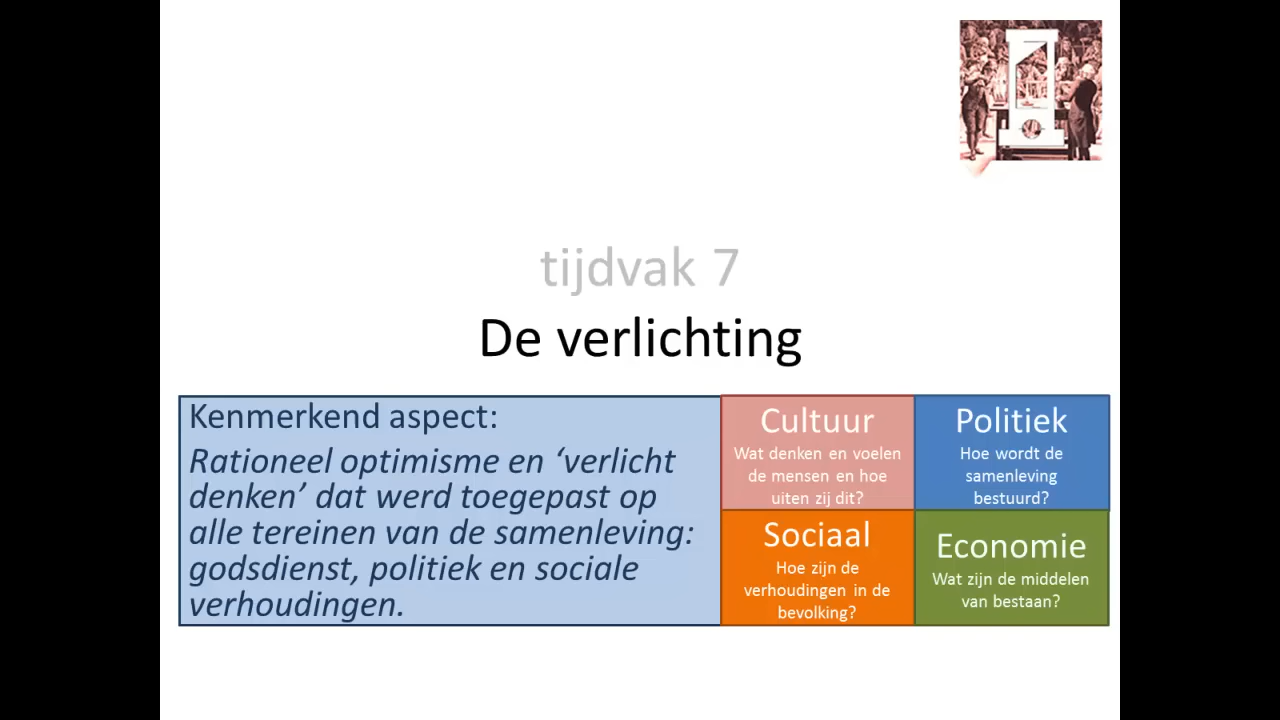 tijdvak 7
De verlichting
Kenmerkend aspect:
Rationeel optimisme en ‘verlicht
denken’ dat werd toegepast op
alle tereinen van de samenleving:
godsdienst, politiek en sociale
verhoudingen.
Cultuur
Wat denken en voelen
de mensen en hoe
uiten zij dit?
Politiek
Hoe wordt de
samenleving
bestuurd?
Sociaal
Hoe zijn de
verhoudingen in de
bevolking?
Economie
Wat zijn de middelen
van bestaan?